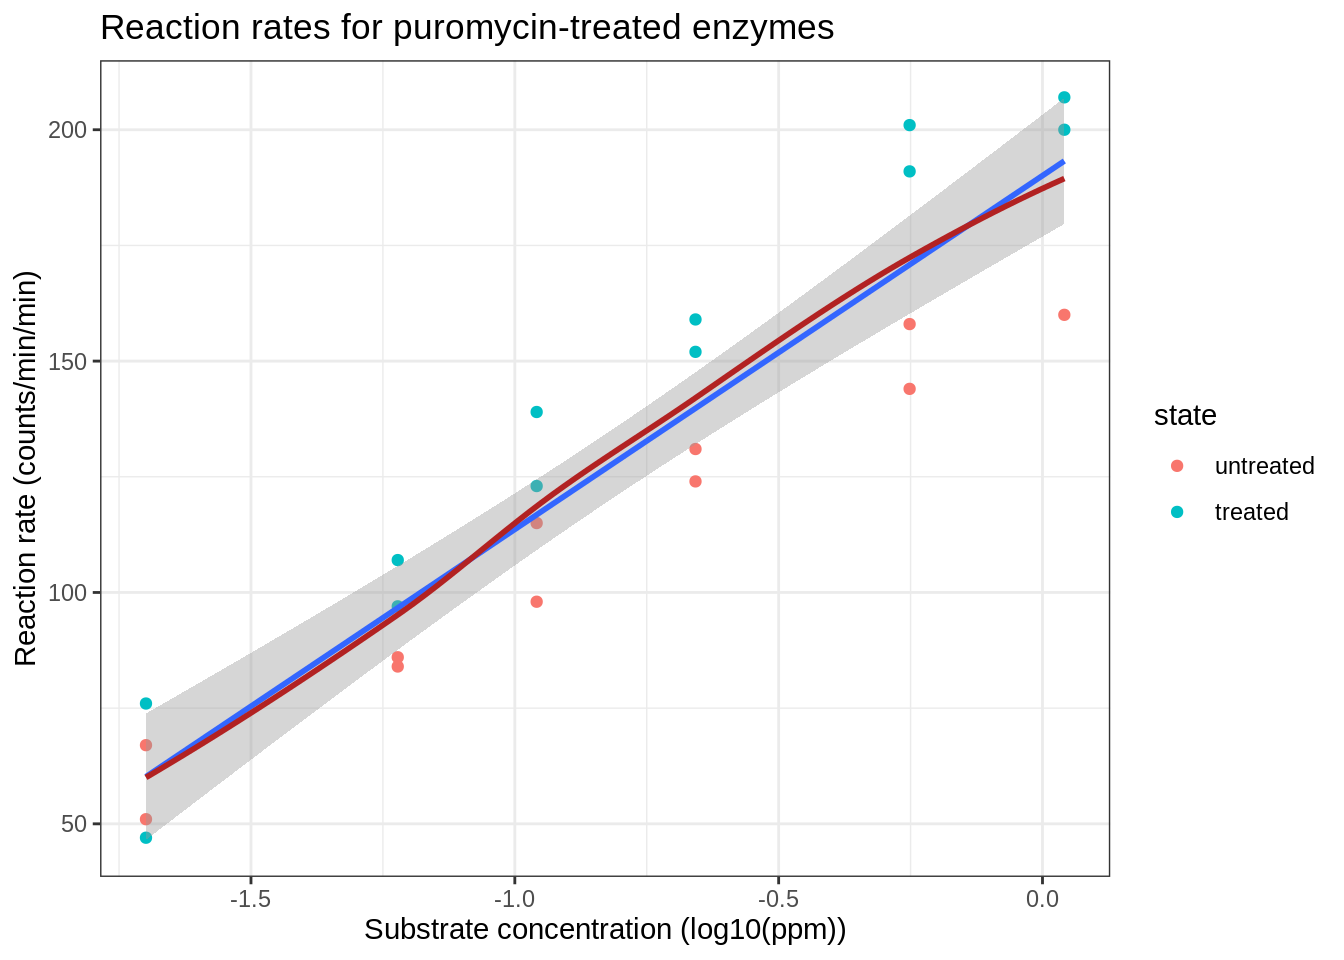 Reaction rates for puromycin-treated enzymes
Reaction rate (counts/min/min)
200
150
100
50
-1.5
-1.0
-0.5
0.0
Substrate concentration (log10(ppm))
state
untreated
treated